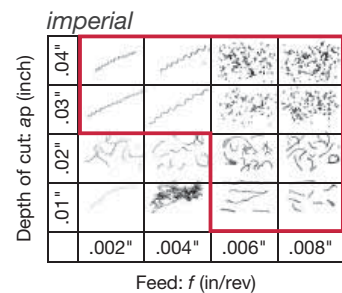 imperial
Depth of cut: ap (inch)
.04"
.03"
.02"
.01"
.002" .004" .006" .008"
Feed: f (in/rev)